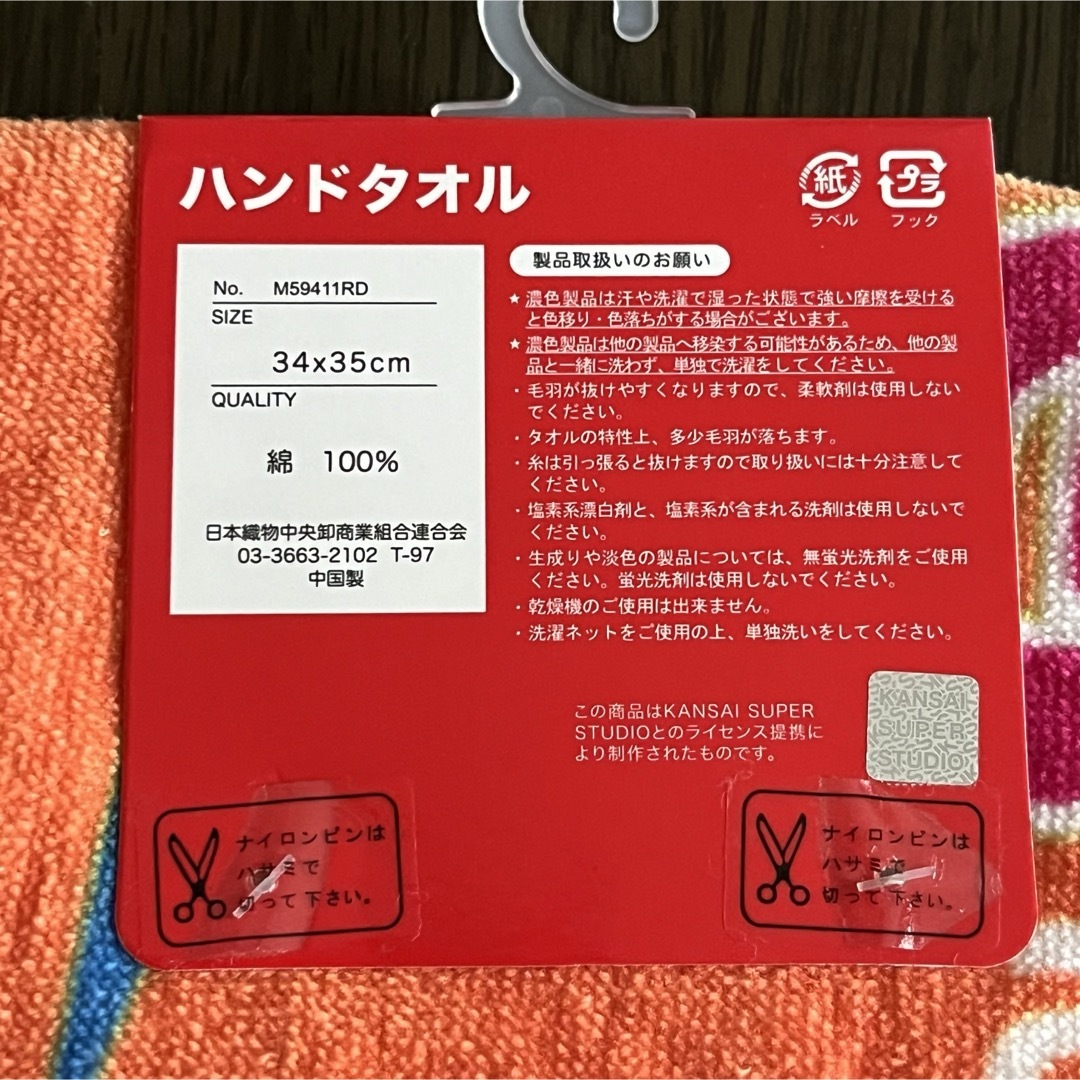 ハンドタオル
紙
ラベル
プラ
フック
No. M59411RD
SIZE
34x35cm
QUALITY
綿 100%
日本織物中央卸商業組合連合会
03-3663-2102 T-97
中国製
製品取扱いのお願い
★濃色製品は汗や洗濯で湿った状態で強い摩擦を受ける
と色移り・色落ちがする場合がございます。
★濃色製品は他の製品へ移染する可能性があるため、他の製
品と一緒に洗わず、単独で洗濯をしてください。
・毛羽が抜けやすくなりますので、柔軟剤は使用しない
でください。
・タオルの特性上、多少毛羽が落ちます。
・糸は引っ張ると抜けますので取り扱いには十分注意して
ください。
・塩素系漂白剤と、塩素系が含まれる洗剤は使用しないで
ください。
・生成りや淡色の製品については、無蛍光洗剤をご使用
ください。蛍光洗剤は使用しないでください。
・乾燥機のご使用は出来ません。
・洗濯ネットをご使用の上、単独洗いをしてください。
この商品はKANSAI SUPER
STUDIOとのライセンス提携に
より制作されたものです。
KANSAI
SUPER
STUDIO
ナイロンピンは
ハサミで
切って下さい。
ナイロンピンは
ハサミで
切って下さい。